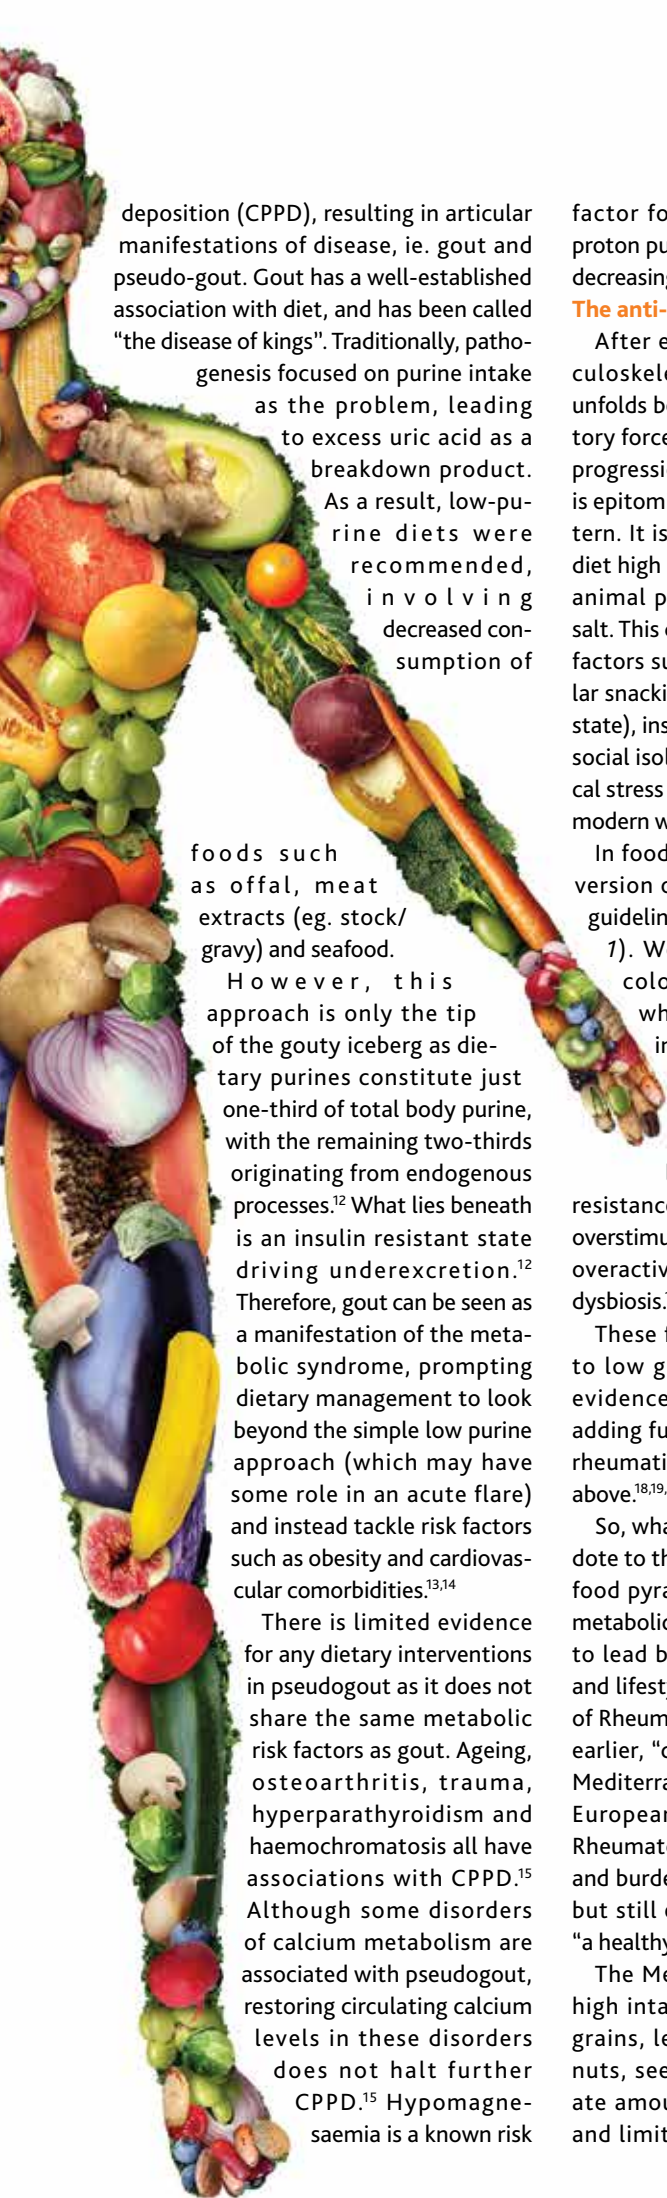 deposition (CPPD), resulting in articular
manifestations of disease, ie. gout and
pseudo-gout. Gout has a well-established
association with diet, and has been called
“the disease of kings”. Traditionally, patho-
genesis focused on purine intake
as the problem, leading
to excess uric acid as a
breakdown product.
As a result, low-pu-
rine diets were
recommended,
involving
decreased con-
sumption of
foods such
as offal, meat
extracts (eg. stock/
gravy) and seafood.
However, this
approach is only the tip
of the gouty iceberg as die-
tary purines constitute just
one-third of total body purine,
with the remaining two-thirds
originating from endogenous
processes.¹² What lies beneath
is an insulin resistant state
driving underexcretion.¹²
Therefore, gout can be seen as
a manifestation of the meta-
bolic syndrome, prompting
dietary management to look
beyond the simple low purine
approach (which may have
some role in an acute flare)
and instead tackle risk factors
such as obesity and cardiovas-
cular comorbidities.¹³,¹⁴
There is limited evidence
for any dietary interventions
in pseudogout as it does not
share the same metabolic
risk factors as gout. Ageing,
osteoarthritis, trauma,
hyperparathyroidism and
haemochromatosis all have
associations with CPPD.¹⁵
Although some disorders
of calcium metabolism are
associated with pseudogout,
restoring circulating calcium
levels in these disorders
does not halt further
CPPD.¹⁵ Hypomagne-
saemia is a known risk
factor fo
proton pu
decreasing
The anti-
After e
culoskele
unfolds be
tory force
progressi
is epitom
tern. It is
diet high
animal p
salt. This
factors su
lar snacki
state), ins
social isol
cal stress
modern w
In food
version o
guidelin
1). We
colo
wh
in
resistance
overstimu
overactiv
dysbiosis.
These f
to low g
evidence
adding fu
rheumati
above.¹⁸,¹⁹,
So, wha
dote to th
food pyra
metabolic
to lead b
and lifesty
of Rheum
earlier, “d
Mediterra
European
Rheumato
and burde
but still
“a healthy
The Me
high inta
grains, le
nuts, see
ate amou
and limit